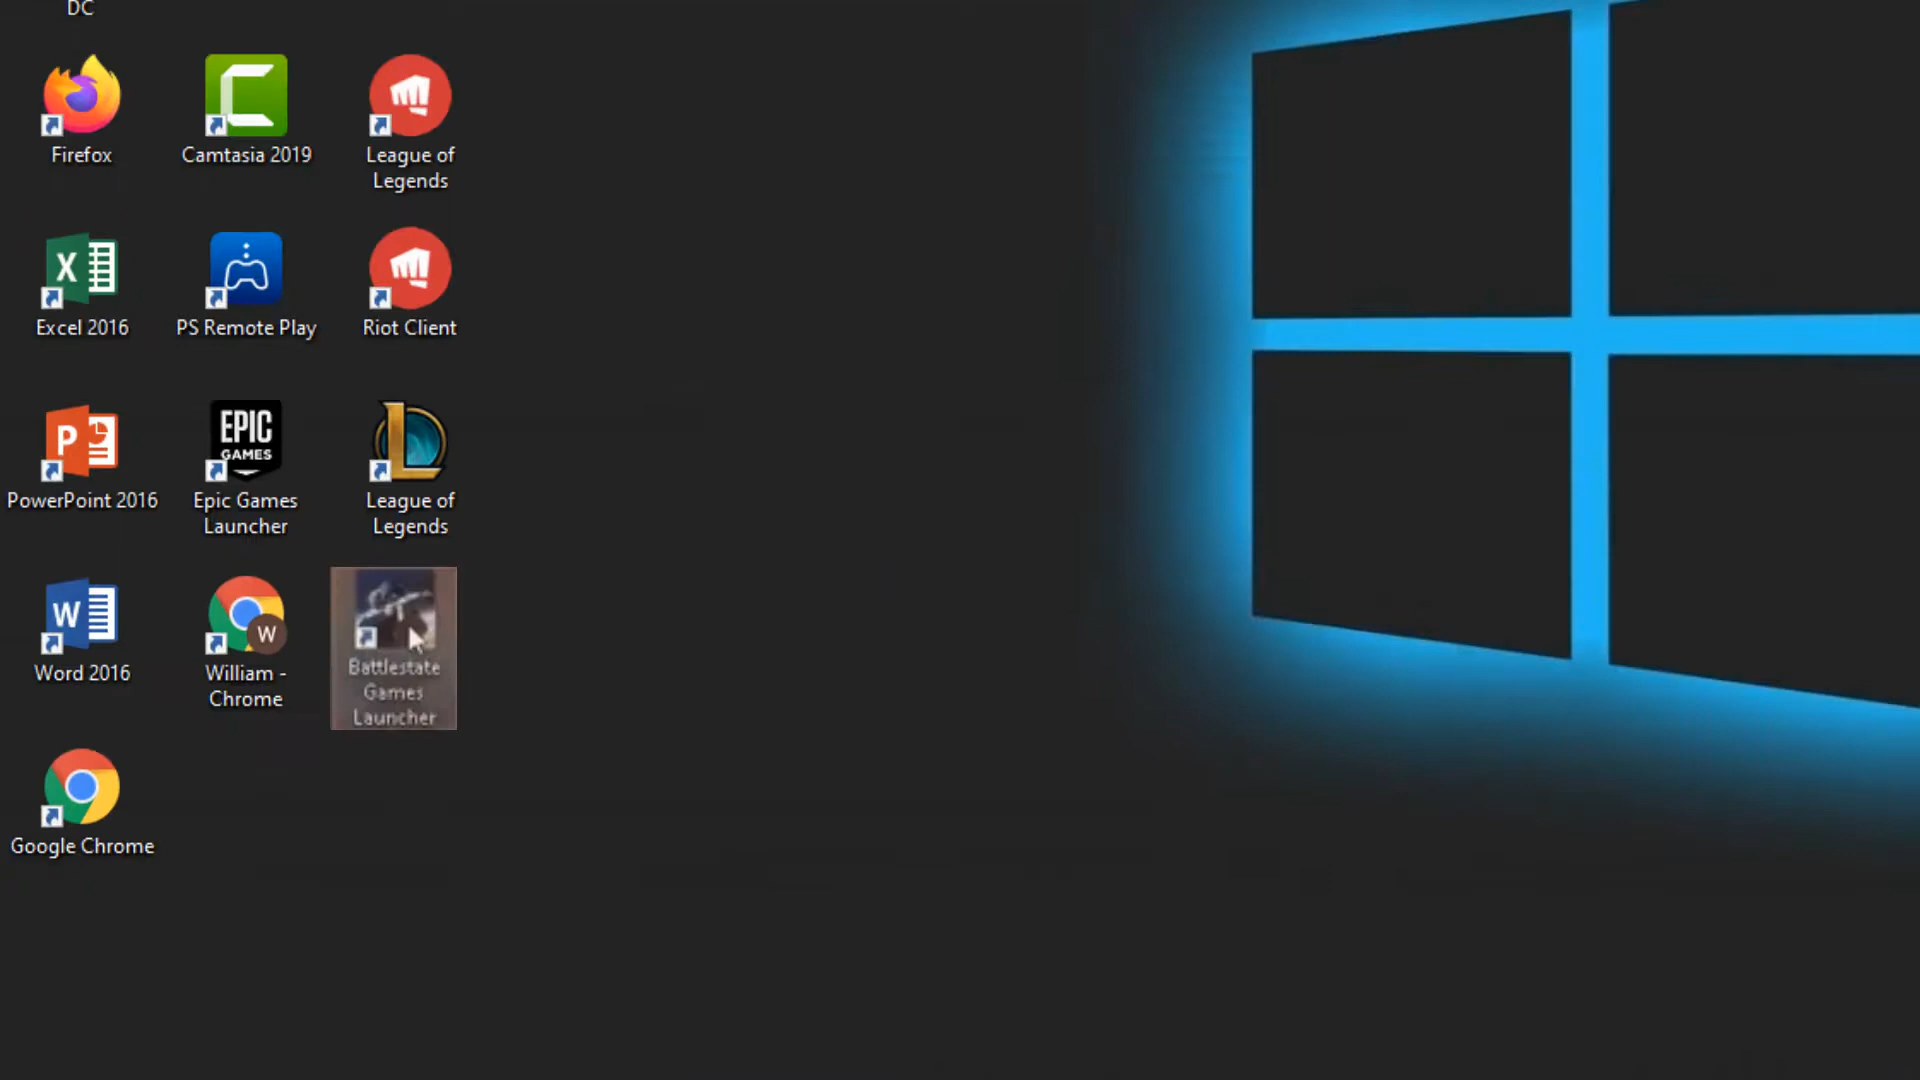 DC
Firefox
Camtasia 2019
League of
Legends
X
Excel 2016
PS Remote Play
Riot Client
P
PowerPoint 2016
EPIC
GAMES
Epic Games
Launcher
L
League of
Legends
W
Word 2016
W
William -
Chrome
Battlestate
Games
Launcher
Google Chrome